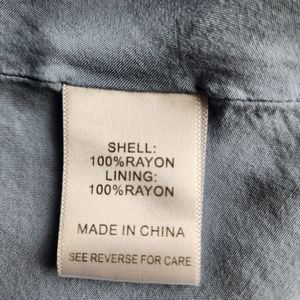 SHELL:
100%RAYON
LINING:
100%RAYON
MADE IN CHINA
SEE REVERSE FOR CARE